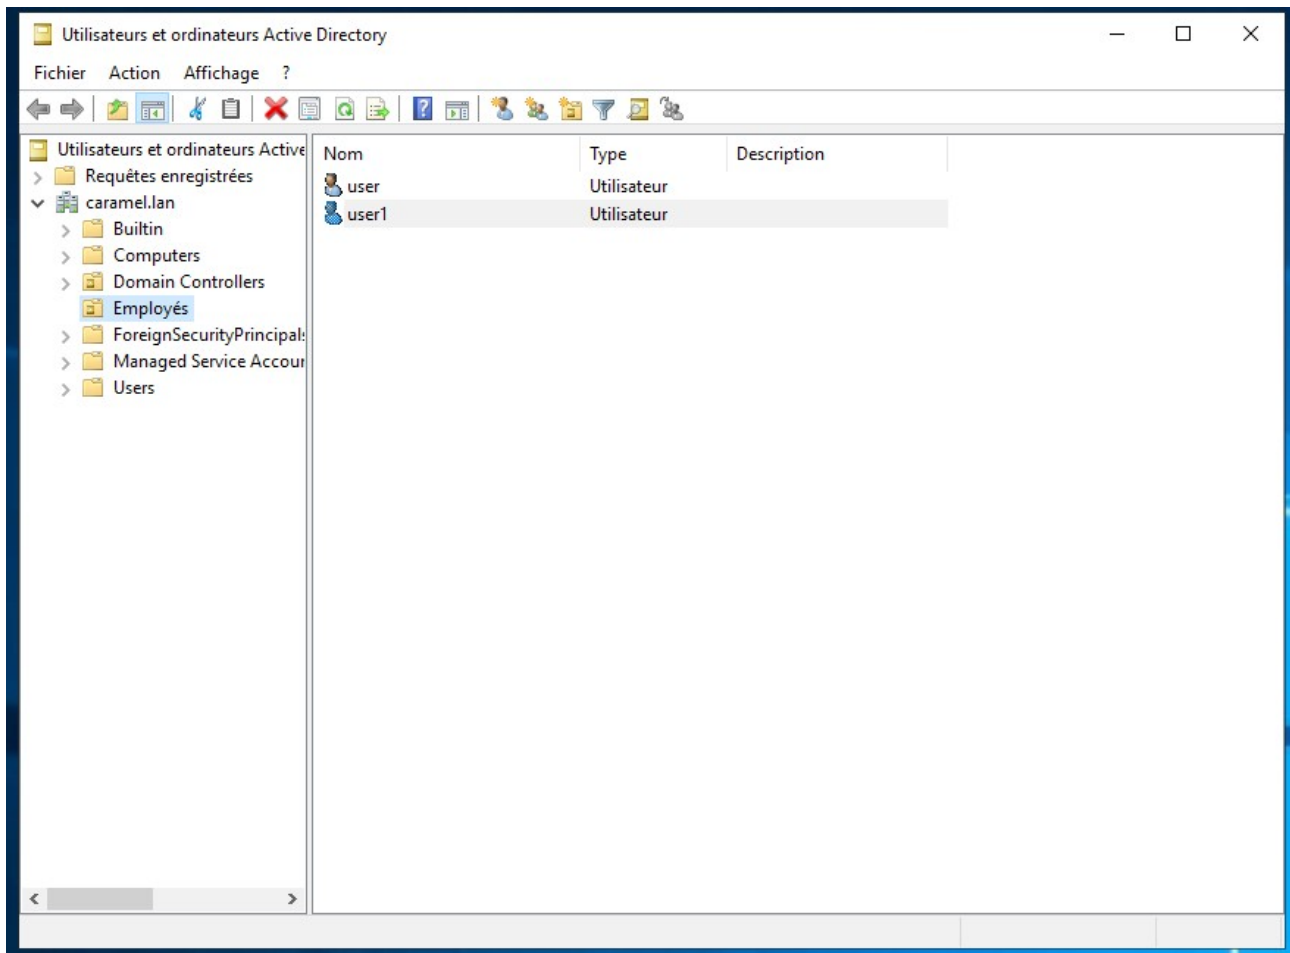 Utilisateurs et ordinateurs Active Directory
Fichier Action Affichage ?
Utilisateurs et ordinateurs Active
Requêtes enregistrées
caramel.lan
Builtin
Computers
Domain Controllers
Employés
ForeignSecurityPrincipal
Managed Service Accour
Users
Nom Type Description
user Utilisateur
user1 Utilisateur